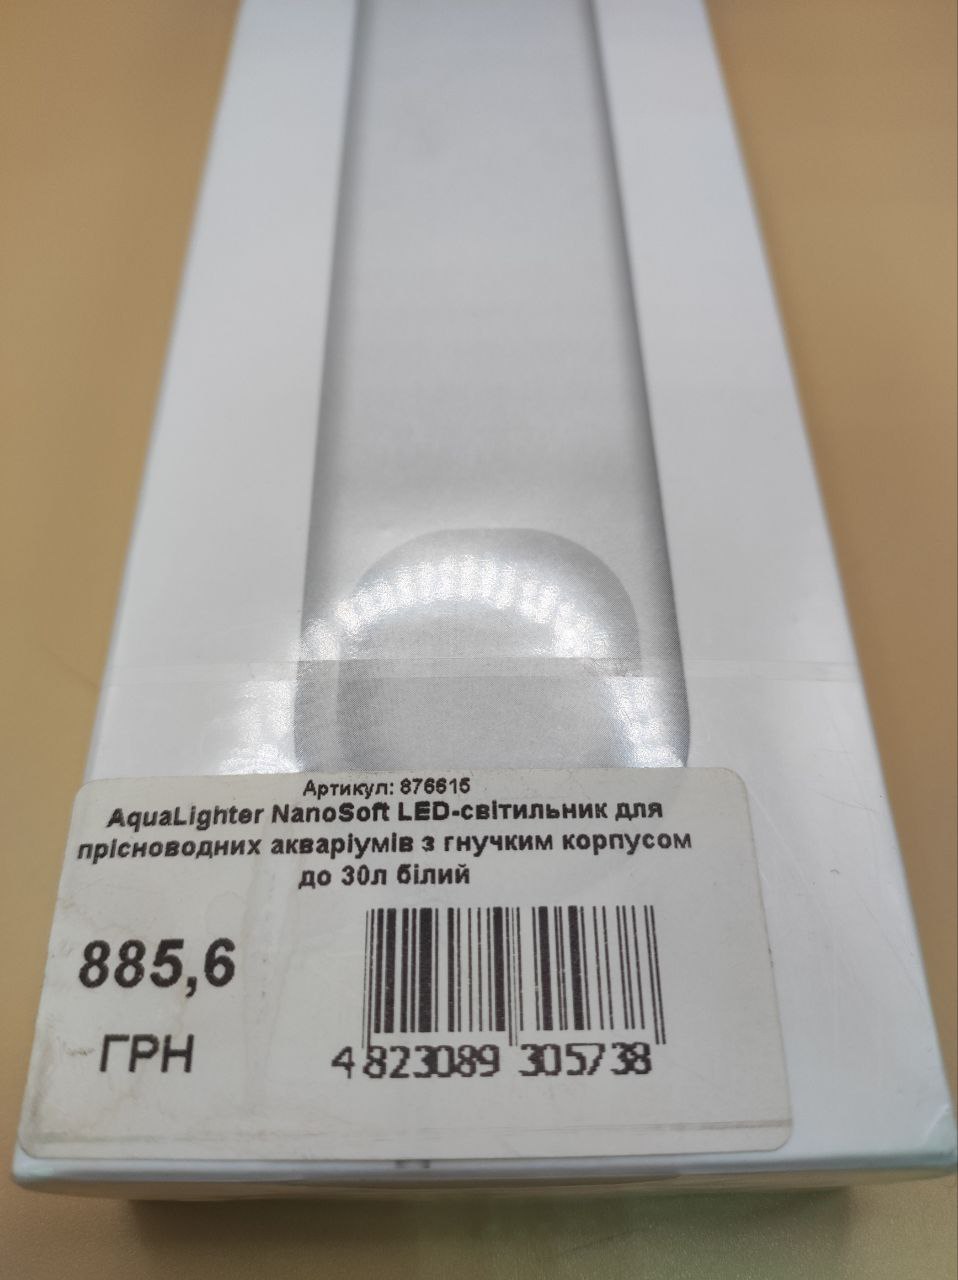 Артикул: 876615
AquaLighter NanoSoft LED-світильник для
прісноводних акваріумів з гнучким корпусом
до 30л білий
885,6
ГРН
4 823089 305738